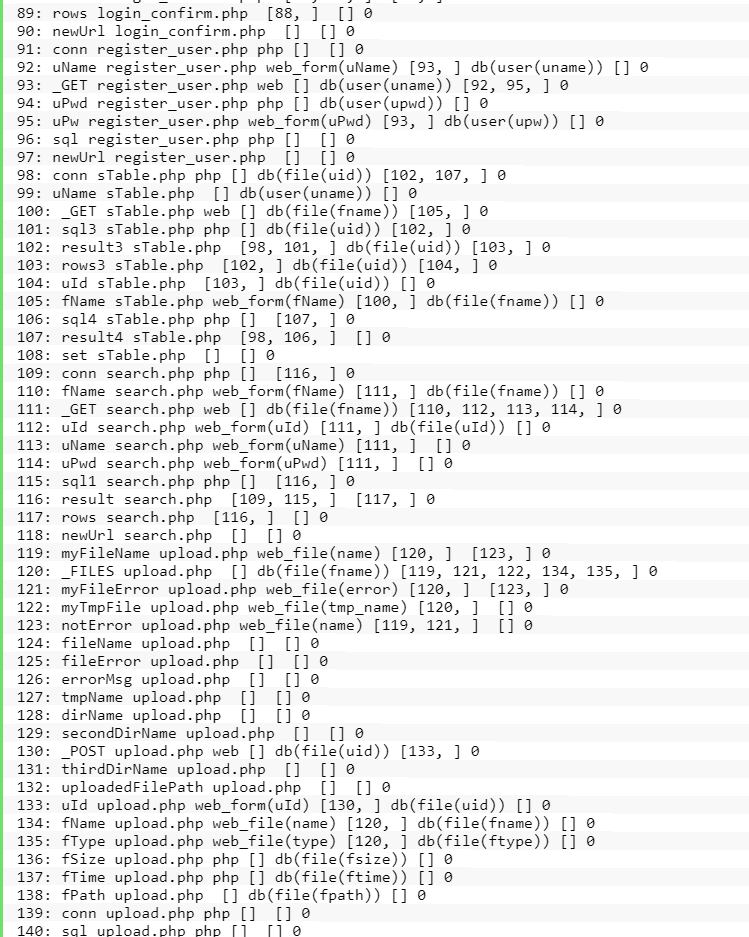 89: rows login_confirm.php [88, ] [] 0
90: newUrl login_confirm.php [] [] 0
91: conn register_user.php php [] [] 0
92: uName register_user.php web_form(uName) [93, ] db(user(uname)) [] 0
93: _GET register_user.php web [] db(user(uname)) [92, 95, ] 0
94: uPwd register_user.php php [] db(user(upwd)) [] 0
95: uPw register_user.php web_form(uPwd) [93, ] db(user(upw)) [] 0
96: sql register_user.php php [] [] 0
97: newUrl register_user.php [] [] 0
98: conn sTable.php php [] db(file(uid)) [102, 107, ] 0
99: uName sTable.php [] db(user(uname)) [] 0
100: _GET sTable.php web [] db(file(fname)) [105, ] 0
101: sql3 sTable.php php [] db(file(uid)) [102, ] 0
102: result3 sTable.php [98, 101, ] db(file(uid)) [103, ] 0
103: rows3 sTable.php [102, ] db(file(uid)) [104, ] 0
104: uId sTable.php [103, ] db(file(uid)) [] 0
105: fName sTable.php web_form(fName) [100, ] db(file(fname)) [] 0
106: sql4 sTable.php php [] [107, ] 0
107: result4 sTable.php [98, 106, ] [] 0
108: set sTable.php [] [] 0
109: conn search.php php [] [116, ] 0
110: fName search.php web_form(fName) [111, ] db(file(fname)) [] 0
111: _GET search.php web [] db(file(fname)) [110, 112, 113, 114, ] 0
112: uId search.php web_form(uId) [111, ] db(file(uId)) [] 0
113: uName search.php web_form(uName) [111, ] [] 0
114: uPwd search.php web_form(uPwd) [111, ] [] 0
115: sql1 search.php php [] [116, ] 0
116: result search.php [109, 115, ] [117, ] 0
117: rows search.php [116, ] [] 0
118: newUrl search.php [] [] 0
119: myFileName upload.php web_file(name) [120, ] [123, ] 0
120: _FILES upload.php [] db(file(fname)) [119, 121, 122, 134, 135, ] 0
121: myFileError upload.php web_file(error) [120, ] [123, ] 0
122: myTmpFile upload.php web_file(tmp_name) [120, ] [] 0
123: notError upload.php web_file(name) [119, 121, ] [] 0
124: fileName upload.php [] [] 0
125: fileError upload.php [] [] 0
126: errorMsg upload.php [] [] 0
127: tmpName upload.php [] [] 0
128: dirName upload.php [] [] 0
129: secondDirName upload.php [] [] 0
130: _POST upload.php web [] db(file(uid)) [133, ] 0
131: thirdDirName upload.php [] [] 0
132: uploadedFilePath upload.php [] [] 0
133: uId upload.php web_form(uId) [130, ] db(file(uid)) [] 0
134: fName upload.php web_file(name) [120, ] db(file(fname)) [] 0
135: fType upload.php web_file(type) [120, ] db(file(ftype)) [] 0
136: fSize upload.php php [] db(file(fsize)) [] 0
137: fTime upload.php php [] db(file(ftime)) [] 0
138: fPath upload.php [] db(file(fpath)) [] 0
139: conn upload.php php [] [] 0
140: sql upload.php php [] [] 0